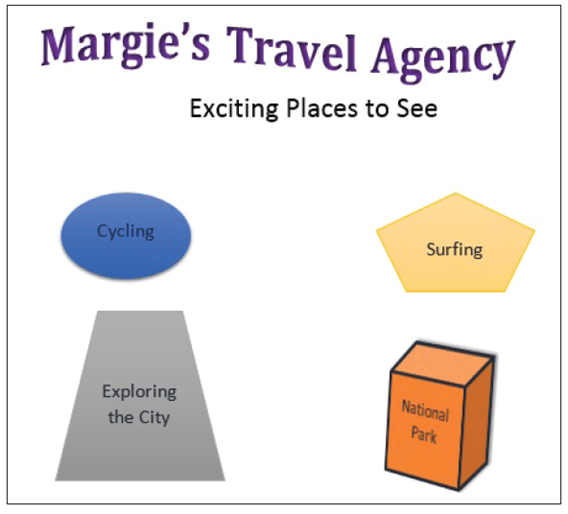 Margie's Travel Agency
Exciting Places to See
Cycling
Surfing
Exploring
the City
National
Park